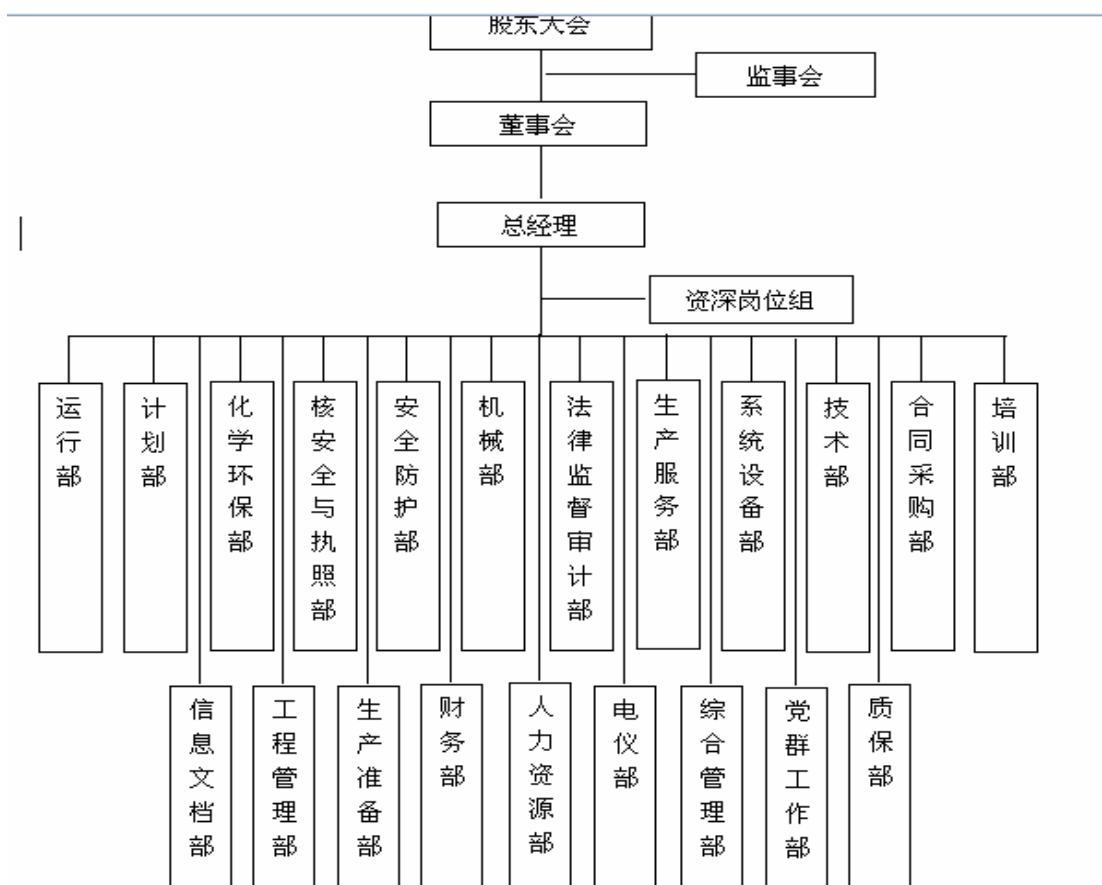 股东大会
监事会
董事会
总经理
资深岗位组
运行部
计划部
化学环保部
核安全与执照部
安全防护部
机械部
法律监督审计部
生产服务部
系统设备部
技术部
合同采购部
培训部
信息文档部
工程管理部
生产准备部
财务部
人力资源部
电仪部
综合管理部
党群工作部
质保部